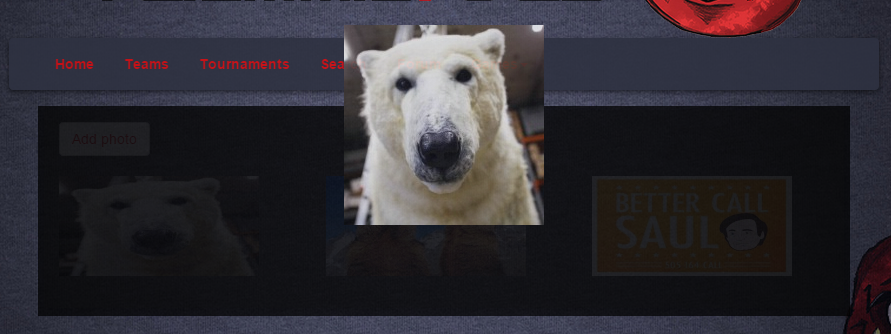 Home Teams Tournaments Sea
Add photo
BETTER CALL
SAUL